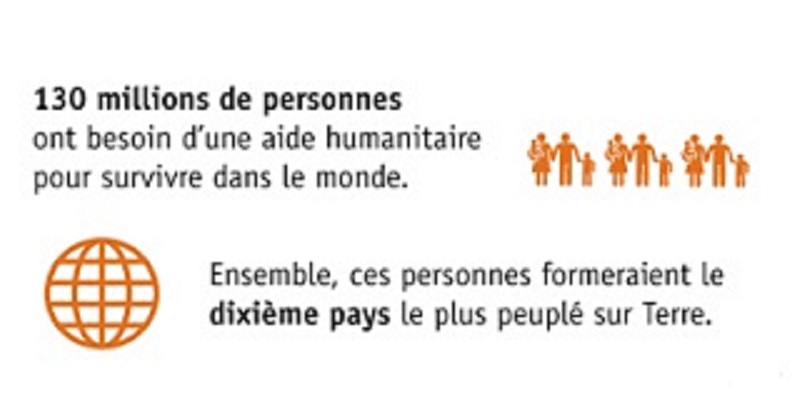 130 millions de personnes
ont besoin d'une aide humanitaire
pour survivre dans le monde.
Ensemble, ces personnes formeraient le
dixième pays le plus peuplé sur Terre.